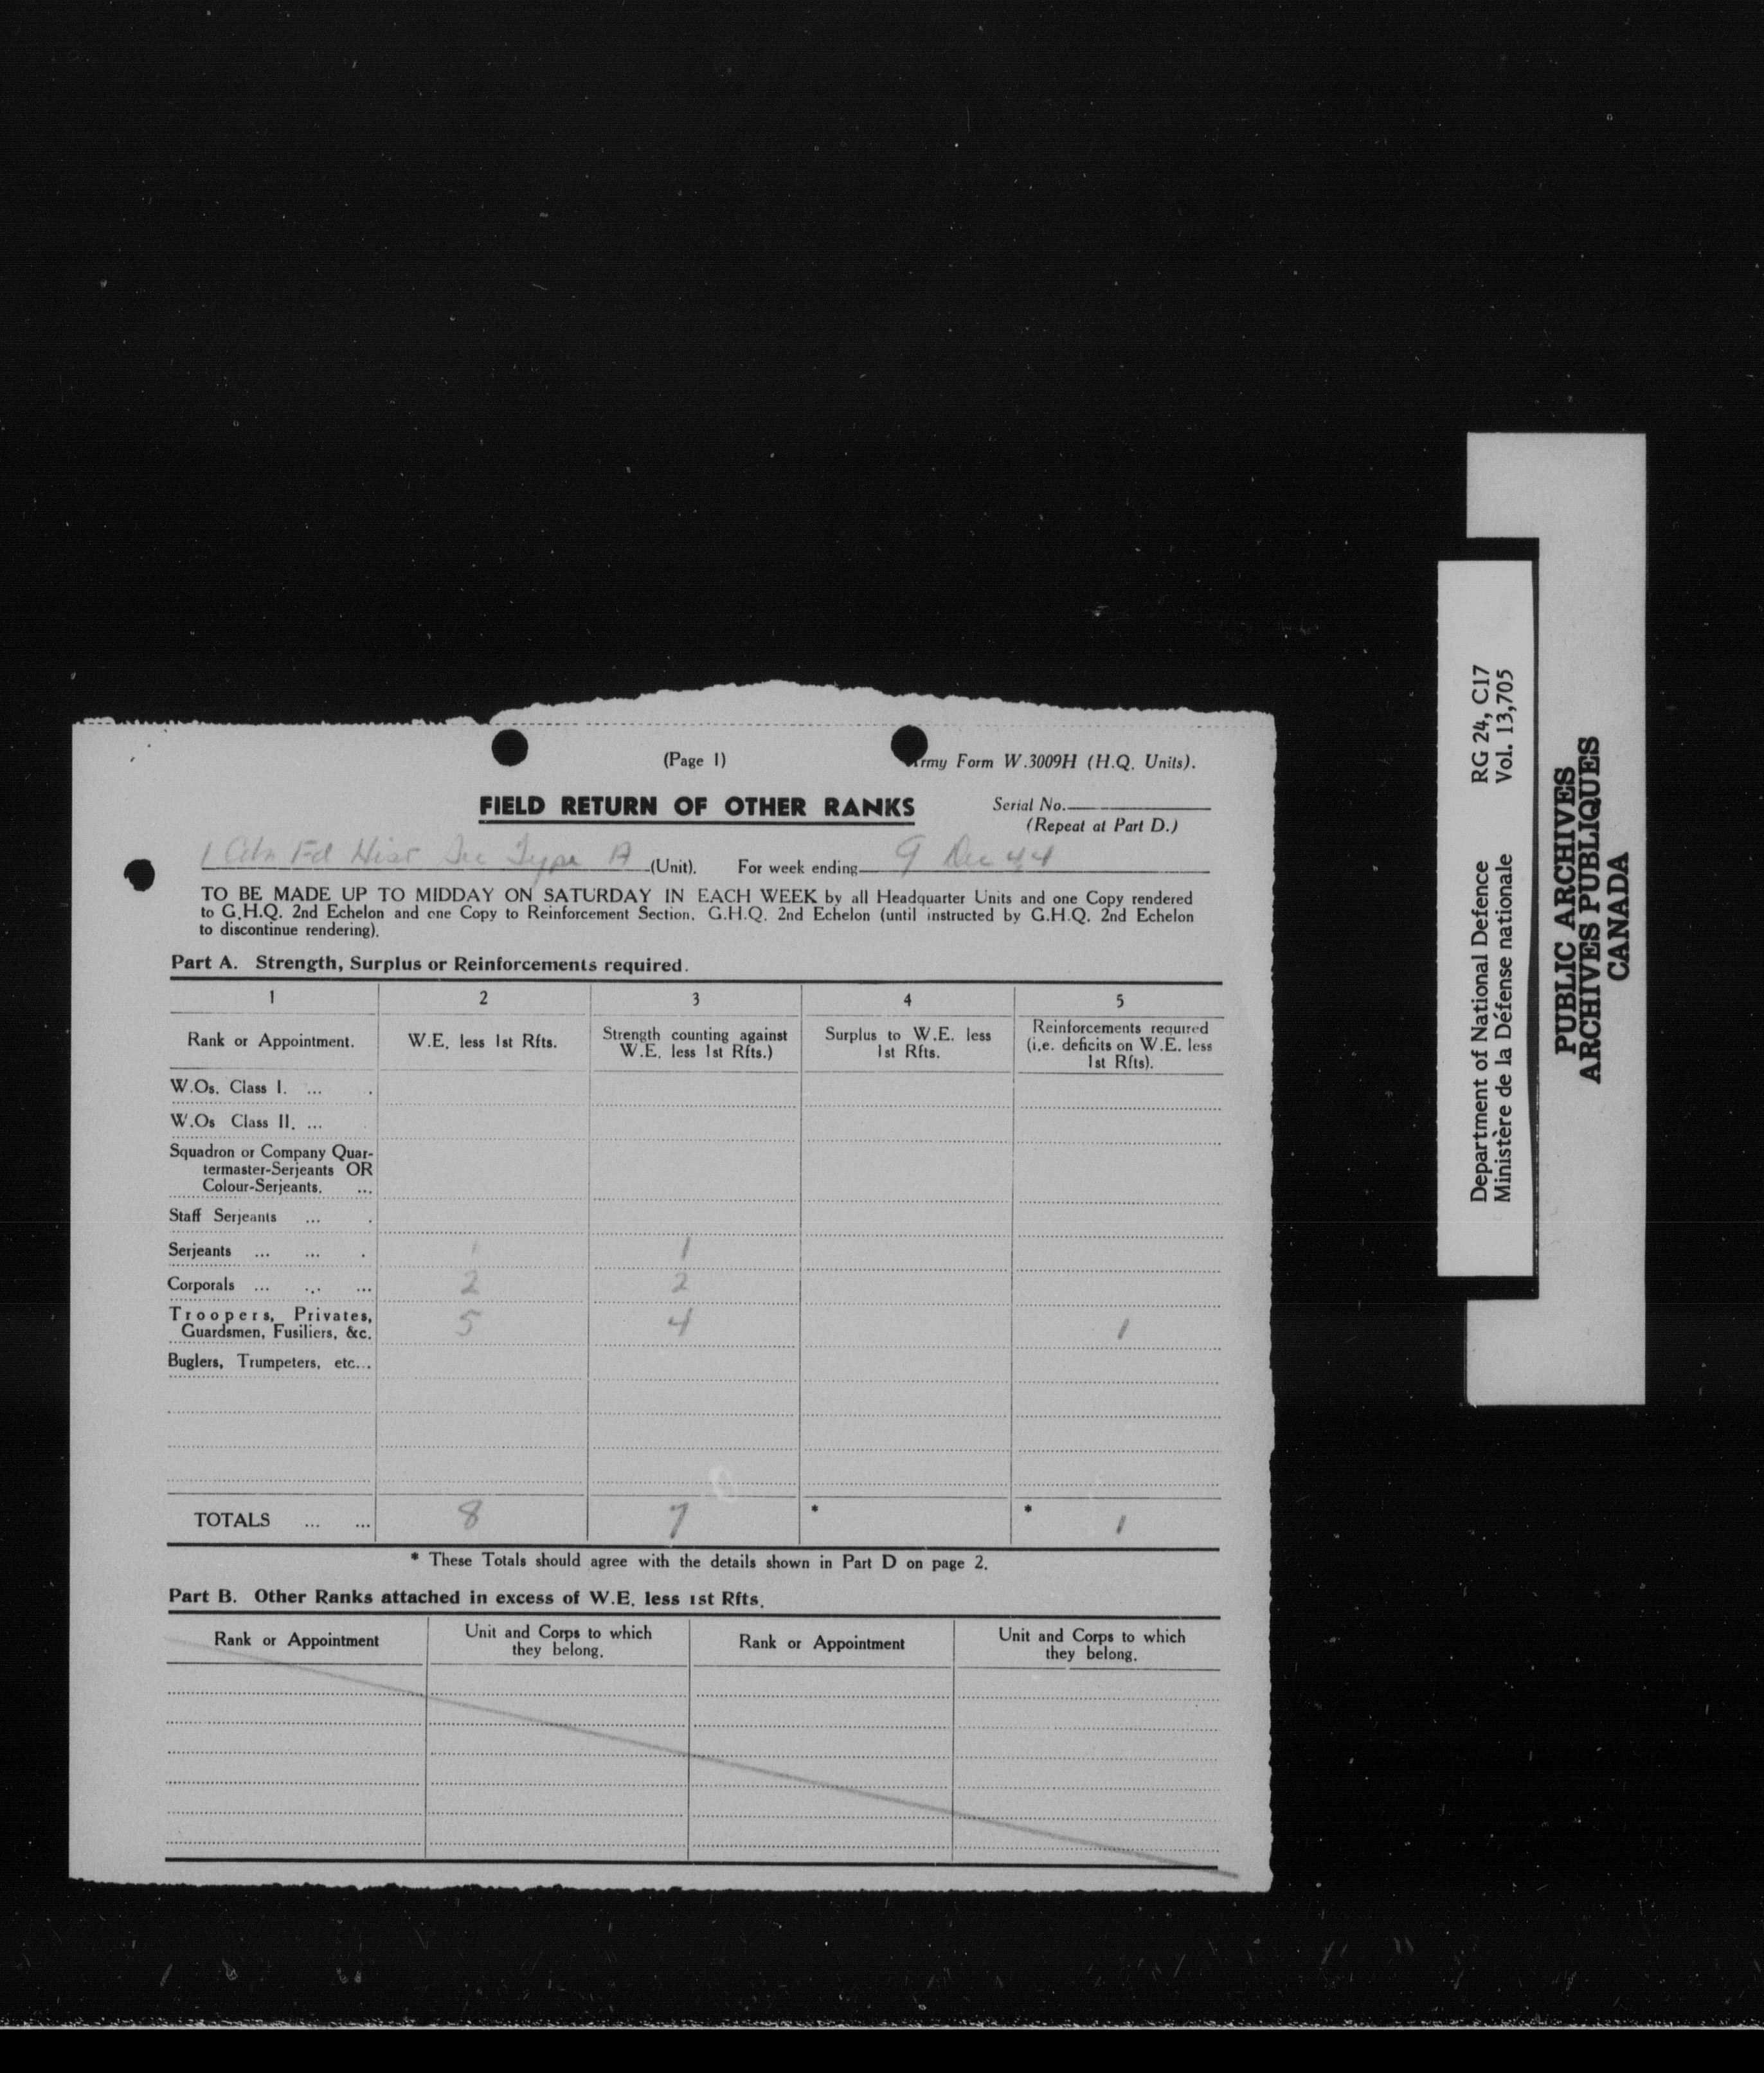 (Page 1)
Army Form W.3009H (H.Q. Units).
FIELD RETURN OF OTHER RANKS
Serial No.
(Repeat at Part D.)
1 Cdn Fd Hist Sec Type A (Unit). For week ending 9 Dec 44
TO BE MADE UP TO MIDDAY ON SATURDAY IN EACH WEEK by all Headquarter Units and one Copy rendered
to G.H.Q. 2nd Echelon and one Copy to Reinforcement Section, G.H.Q. 2nd Echelon (until instructed by G.H.Q. 2nd Echelon
to discontinue rendering).
Part A. Strength, Surplus or Reinforcements required.
1 2 3 4 5
Rank or Appointment.
W.E. less 1st Rfts.
Strength counting against
W.E. less 1st Rfts.)
Surplus to W.E. less
1st Rfts.
Reinforcements required
(i.e. deficits on W.E. less
1st Rfts).
W.Os. Class I. ... .
W.Os Class II. ...
Squadron or Company Quar-
termaster-Serjeants OR
Colour-Serjeants. ...
Staff Serjeants ... .
Serjeants ... ... . 1 1
Corporals ... ... ... 2 2
Troopers, Privates,
Guardsmen, Fusiliers, &c. 5 4 1
Buglers, Trumpeters, etc...
TOTALS ... ... 8 7 * * 1
* These Totals should agree with the details shown in Part D on page 2.
Part B. Other Ranks attached in excess of W.E. less 1st Rfts.
Rank or Appointment
Unit and Corps to which
they belong.
Rank or Appointment
Unit and Corps to which
they belong.
Department of National Defence RG 24, C17
Ministère de la Défense nationale Vol. 13,705
PUBLIC ARCHIVES
ARCHIVES PUBLIQUES
CANADA